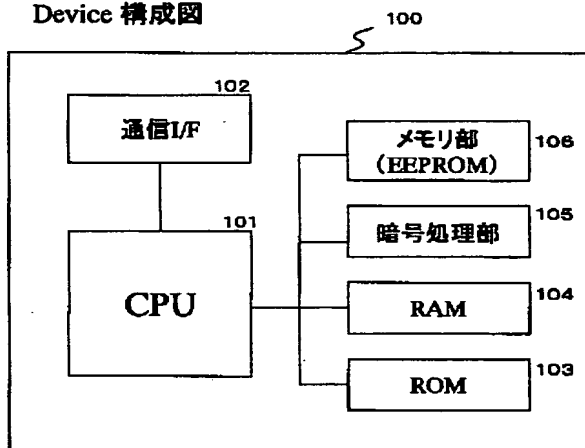 Device 構成図
100
102
通信I/F
101
CPU
メモリ部
(EEPROM)
106
暗号処理部
105
RAM
104
ROM
103